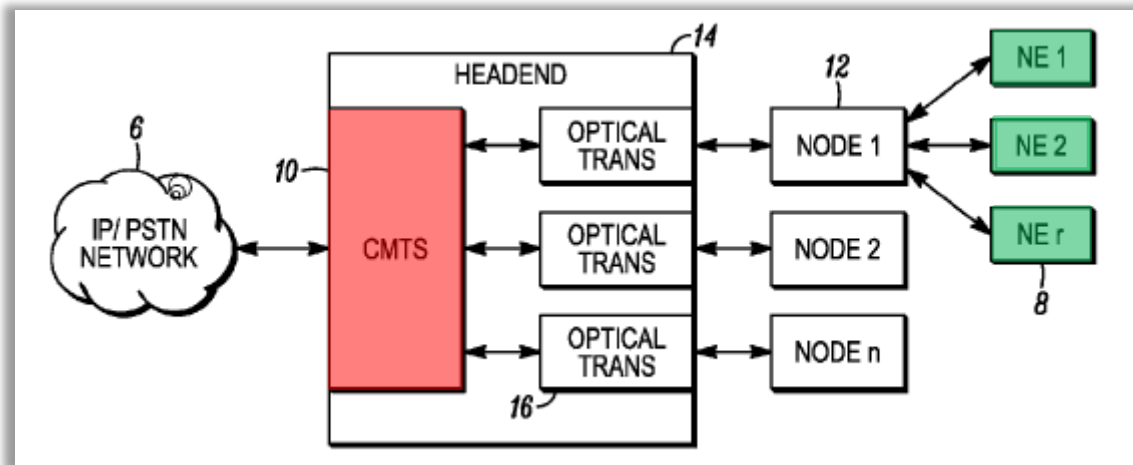 14
HEADEND
6
IP/ PSTN
NETWORK
10
CMTS
OPTICAL
TRANS
OPTICAL
TRANS
OPTICAL
TRANS
16
12
NODE 1
NODE 2
NODE n
NE 1
NE 2
NE r
8